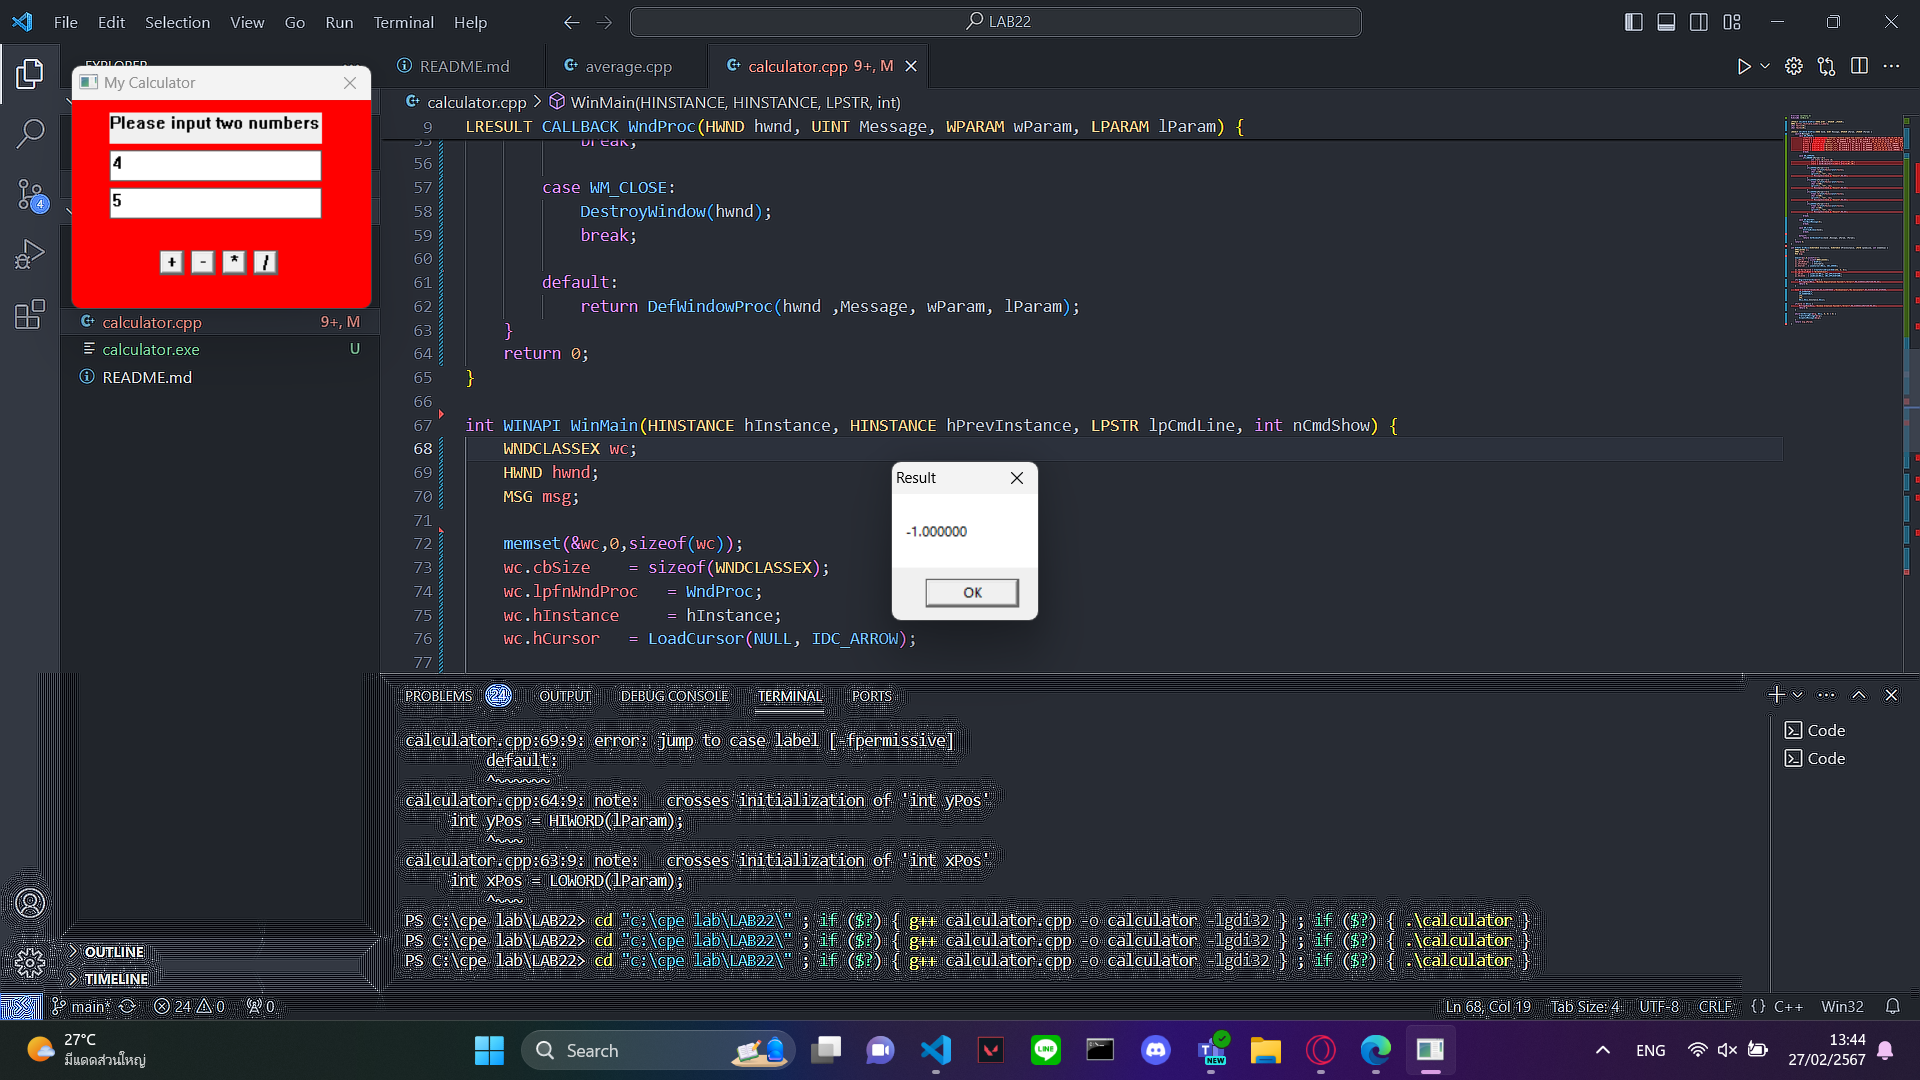 File Edit Selection View Go Run Terminal Help
LAB22
README.md
average.cpp
calculator.cpp 9+, M
calculator.cpp > WinMain(HINSTANCE, HINSTANCE, LPSTR, int)
My Calculator
Please input two numbers
4
5
+ - * /
calculator.cpp 9+, M
calculator.exe U
README.md
OUTLINE
TIMELINE
4
9 LRESULT CALLBACK WndProc(HWND hwnd, UINT Message, WPARAM wParam, LPARAM lParam) {
55 break;
56
57 case WM_CLOSE:
58 DestroyWindow(hwnd);
59 break;
60
61 default:
62 return DefWindowProc(hwnd ,Message, wParam, lParam);
63 }
64 return 0;
65 }
66
67 int WINAPI WinMain(HINSTANCE hInstance, HINSTANCE hPrevInstance, LPSTR lpCmdLine, int nCmdShow) {
68 WNDCLASSEX wc;
69 HWND hwnd;
70 MSG msg;
71
72 memset(&wc,0,sizeof(wc));
73 wc.cbSize = sizeof(WNDCLASSEX);
74 wc.lpfnWndProc = WndProc;
75 wc.hInstance = hInstance;
76 wc.hCursor = LoadCursor(NULL, IDC_ARROW);
77
Result
-1.000000
OK
PROBLEMS 24 OUTPUT DEBUG CONSOLE TERMINAL PORTS
calculator.cpp:69:9: error: jump to case label [-fpermissive]
default:
^~~~~~~
calculator.cpp:64:9: note: crosses initialization of 'int yPos'
int yPos = HIWORD(lParam);
^~~~
calculator.cpp:63:9: note: crosses initialization of 'int xPos'
int xPos = LOWORD(lParam);
^~~~
PS C:\cpe lab\LAB22> cd "c:\cpe lab\LAB22\" ; if ($?) { g++ calculator.cpp -o calculator -lgdi32 } ; if ($?) { .\calculator }
PS C:\cpe lab\LAB22> cd "c:\cpe lab\LAB22\" ; if ($?) { g++ calculator.cpp -o calculator -lgdi32 } ; if ($?) { .\calculator }
PS C:\cpe lab\LAB22> cd "c:\cpe lab\LAB22\" ; if ($?) { g++ calculator.cpp -o calculator -lgdi32 } ; if ($?) { .\calculator }
Code
Code
main* 24 0 0
Ln 68, Col 19 Tab Size: 4 UTF-8 CRLF {} C++ Win32
27°C
มีแดดส่วนใหญ่
Search
LINE
NEW
ENG
13:44
27/02/2567